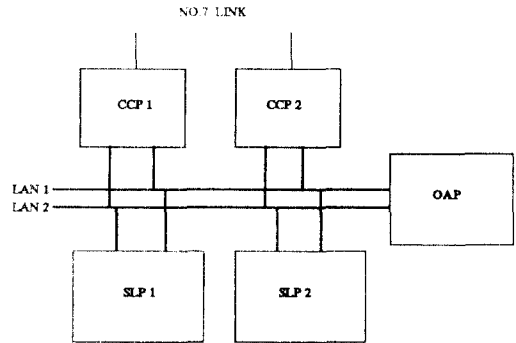 NO.7 LINK
CCP 1
CCP 2
LAN 1
OAP
LAN 2
SLP 1
SLP 2